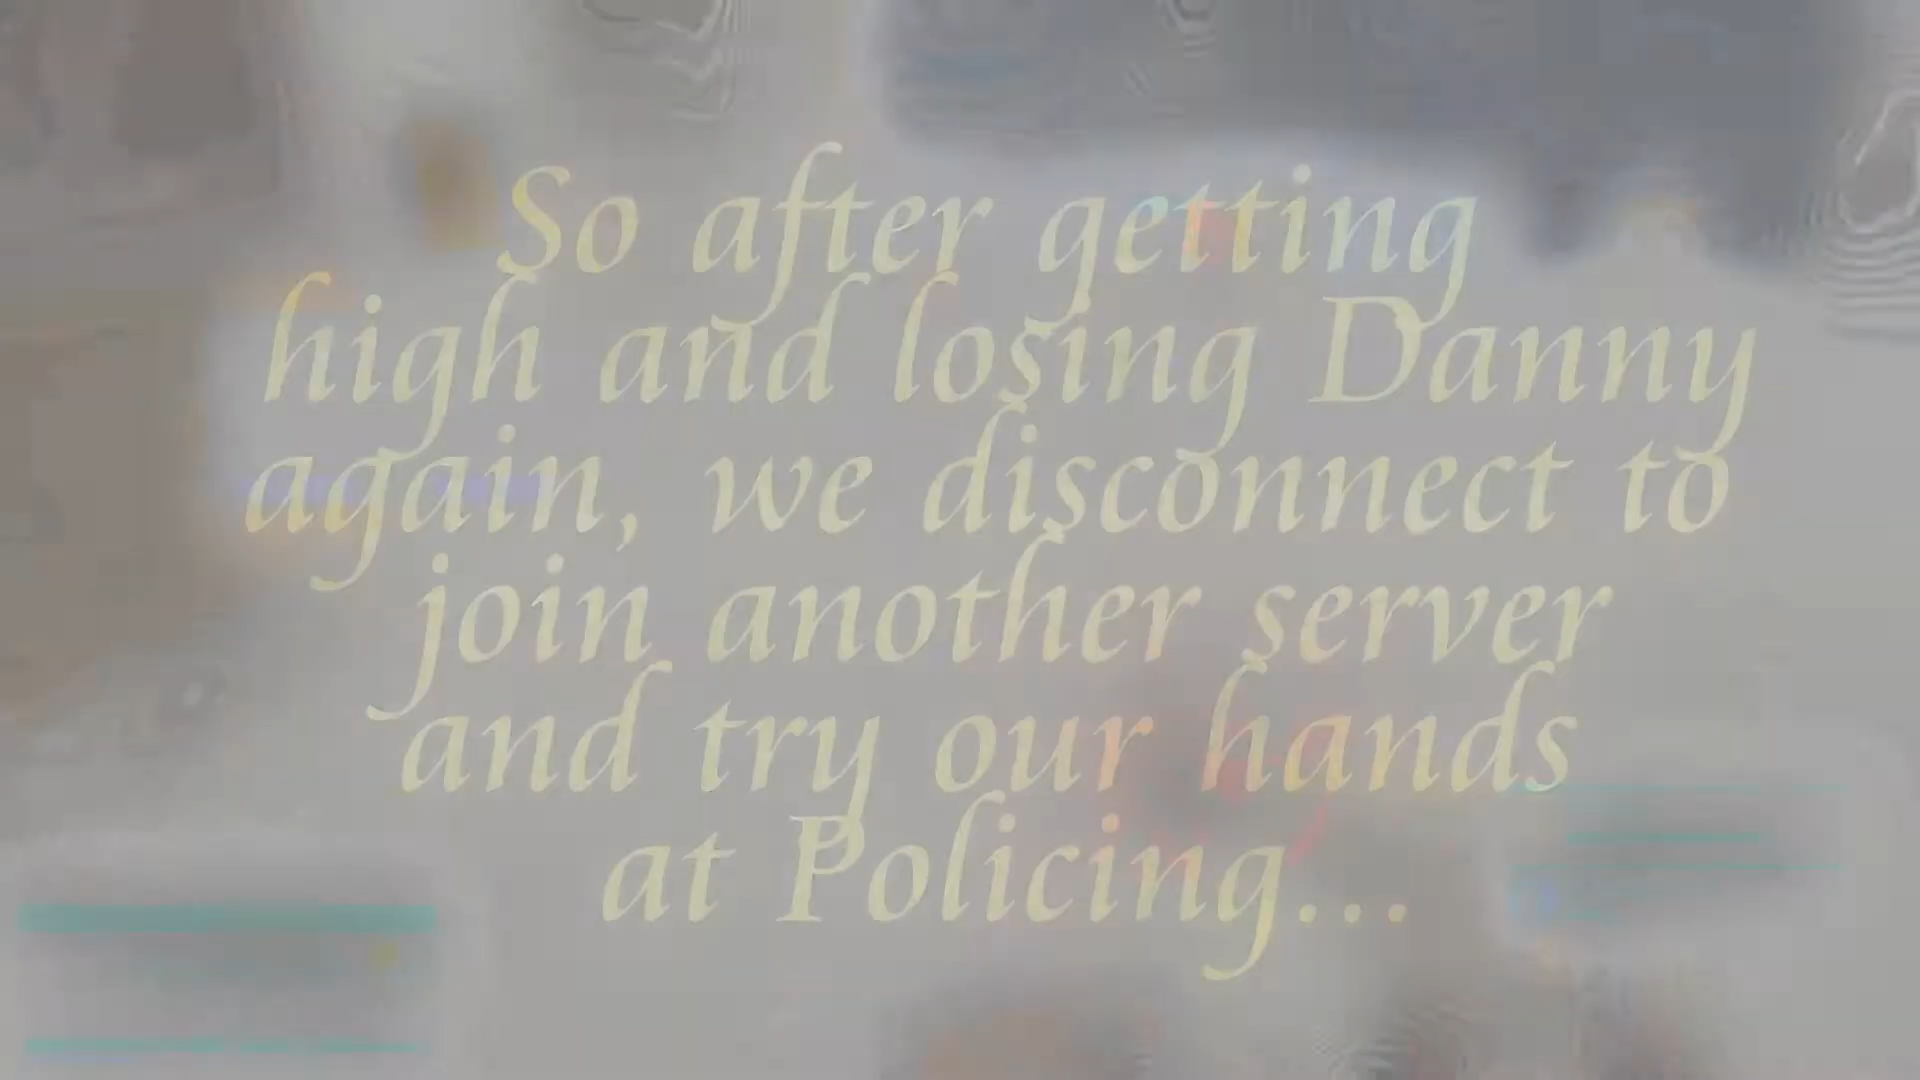 So after getting
high and losing Danny
again, we disconnect to
join another server
and try our hands
at Policing...